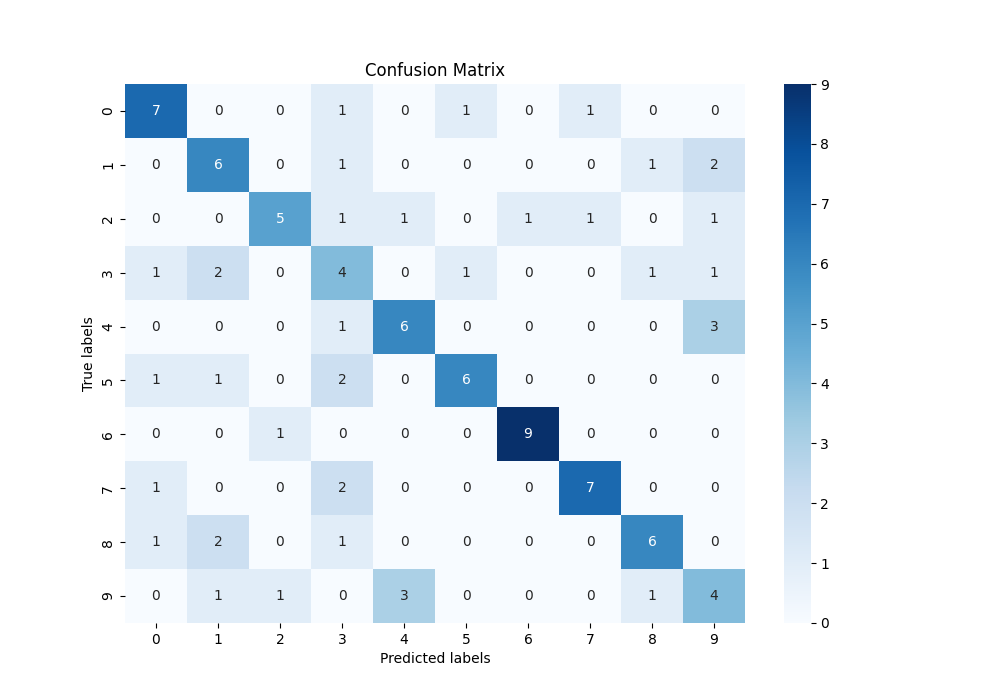 Confusion Matrix
0 7 0 0 1 0 1 0 1 0 0
1 0 6 0 1 0 0 0 0 1 2
2 0 0 5 1 1 0 1 1 0 1
3 1 2 0 4 0 1 0 0 1 1
4 0 0 0 1 6 0 0 0 0 3
5 1 1 0 2 0 6 0 0 0 0
6 0 0 1 0 0 0 9 0 0 0
7 1 0 0 2 0 0 0 7 0 0
8 1 2 0 1 0 0 0 0 6 0
9 0 1 1 0 3 0 0 0 1 4
0 1 2 3 4 5 6 7 8 9
Predicted labels
True labels
9
8
7
6
5
4
3
2
1
0